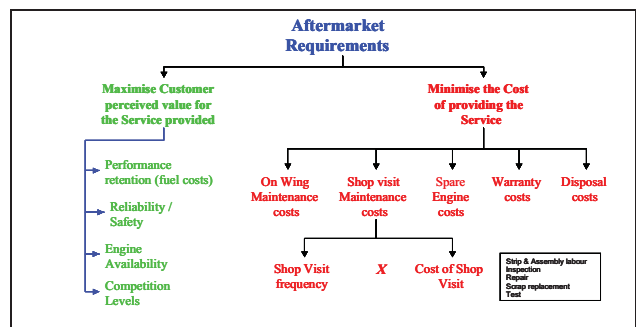 Aftermarket
Requirements
Maximise Customer
perceived value for
the Service provided
Minimise the Cost
of providing the
Service
Performance
retention (fuel costs)
Reliability /
Safety
Engine
Availability
Competition
Levels
On Wing
Maintenance
costs
Shop visit
Maintenance
costs
Spare
Engine
costs
Warranty
costs
Disposal
costs
Shop Visit
frequency
X
Cost of Shop
Visit
Strip & Assembly labour
Inspection
Repair
Scrap replacement
Test